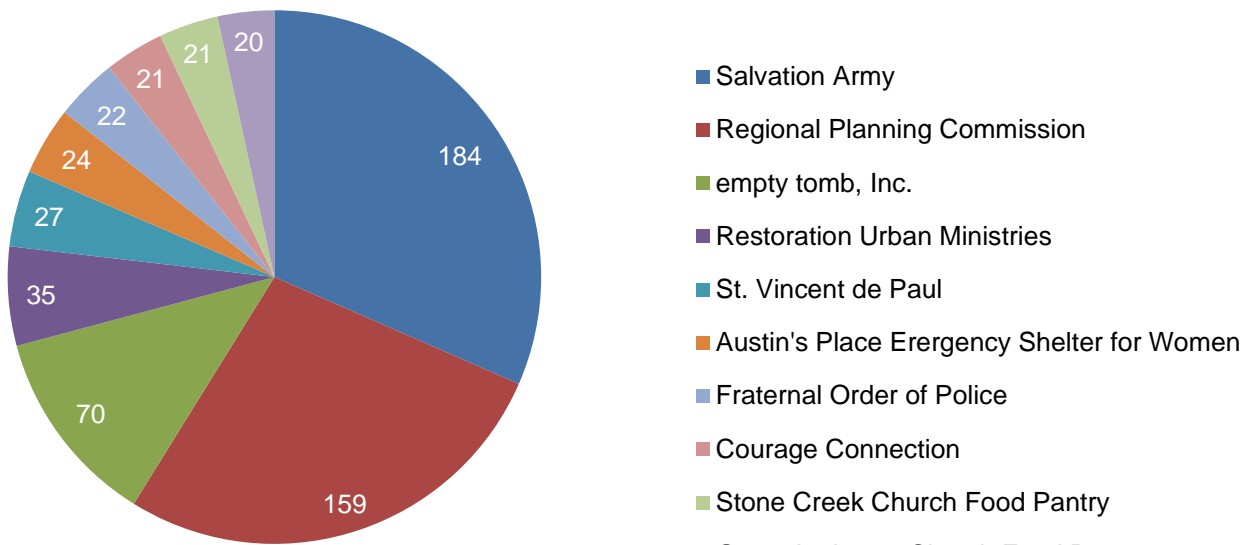 20
21
21
22
24
27
35
70
159
184
Salvation Army
Regional Planning Commission
empty tomb, Inc.
Restoration Urban Ministries
St. Vincent de Paul
Austin's Place Erergency Shelter for Women
Fraternal Order of Police
Courage Connection
Stone Creek Church Food Pantry